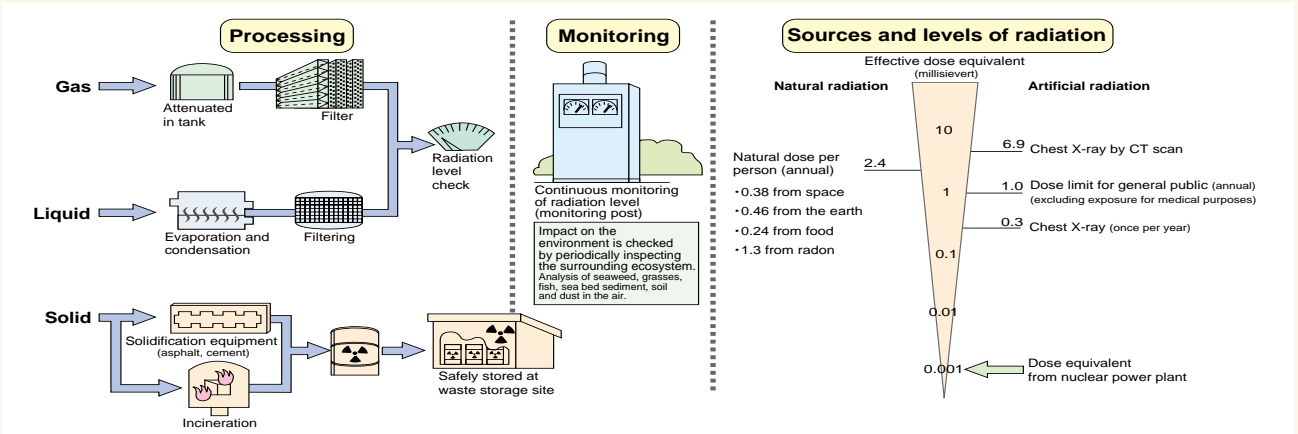 Processing
Gas
Attenuated
in tank
Filter
Radiation
level
check
Liquid
Evaporation and
condensation
Filtering
Solid
Solidification equipment
(asphalt, cement)
Incineration
Safely stored at
waste storage site
Monitoring
Continuous monitoring
of radiation level
(monitoring post)
Impact on the
environment is checked
by periodically inspecting
the surrounding ecosystem.
Analysis of seaweed, grasses,
fish, sea bed sediment, soil
and dust in the air.
Sources and levels of radiation
Effective dose equivalent
(millisievert)
Natural radiation
Artificial radiation
10
6.9 Chest X-ray by CT scan
Natural dose per
person (annual)
2.4
・0.38 from space
・0.46 from the earth
・0.24 from food
・1.3 from radon
1
1.0 Dose limit for general public (annual)
(excluding exposure for medical purposes)
0.3 Chest X-ray (once per year)
0.1
0.01
0.001
Dose equivalent
from nuclear power plant